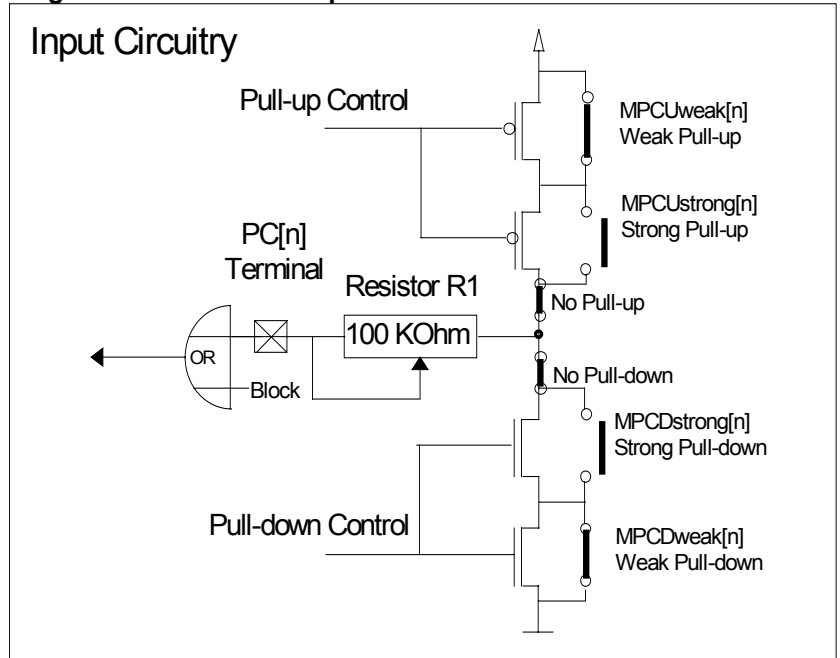 Input Circuitry
Pull-up Control
MPCUweak[n]
Weak Pull-up
MPCUstrong[n]
Strong Pull-up
PC[n]
Terminal
Resistor R1
No Pull-up
100 KOhm
OR
Block
No Pull-down
MPCDstrong[n]
Strong Pull-down
Pull-down Control
MPCDweak[n]
Weak Pull-down